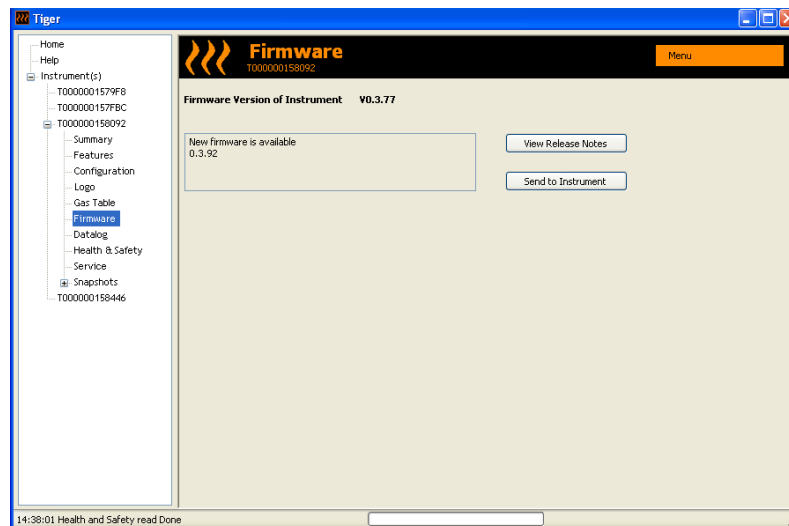 Tiger
Home
Help
Instrument(s)
T0000001579F8
T000000157FBC
T000000158092
Summary
Features
Configuration
Logo
Gas Table
Firmware
Datalog
Health & Safety
Service
Snapshots
T000000158446
Firmware
T000000158092
Menu
Firmware Version of Instrument V0.3.77
New firmware is available
0.3.92
View Release Notes
Send to Instrument
14:38:01 Health and Safety read Done